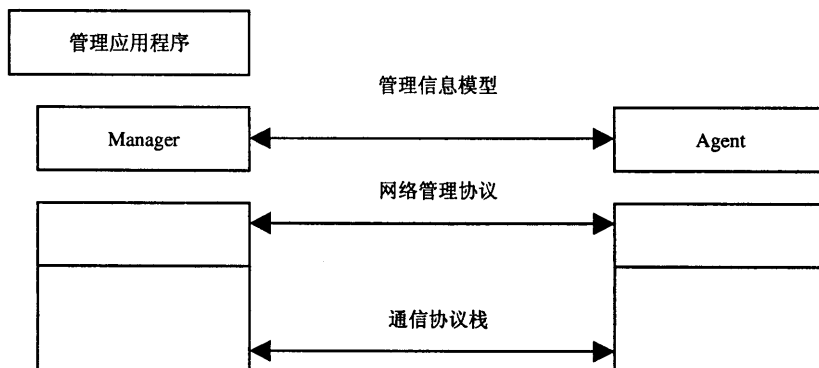 管理应用程序
管理信息模型
Manager
Agent
网络管理协议
通信协议栈